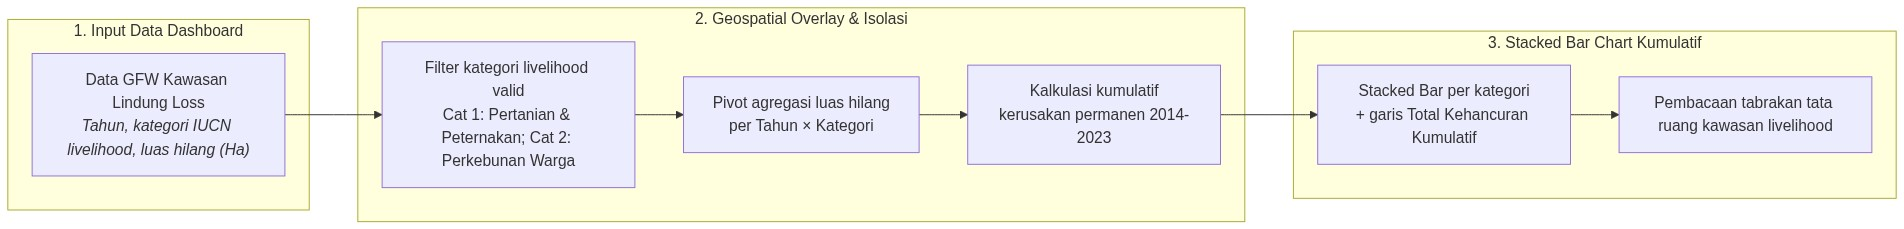 1. Input Data Dashboard
Data GFW Kawasan
Lindung Loss
Tahun, kategori IUCN
livelihood, luas hilang (Ha)
2. Geospatial Overlay & Isolasi
Filter kategori livelihood
valid
Cat 1: Pertanian &
Peternakan; Cat 2:
Perkebunan Warga
Pivot agregasi luas hilang
per Tahun × Kategori
Kalkulasi kumulatif
kerusakan permanen 2014-
2023
3. Stacked Bar Chart Kumulatif
Stacked Bar per kategori
+ garis Total Kehancuran
Kumulatif
Pembacaan tabrakan tata
ruang kawasan livelihood